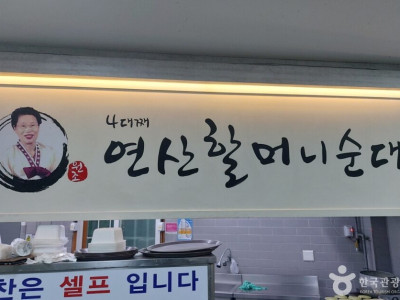 4대째
연산할머니순대
원조
찬은 셀프 입니다
한국관광